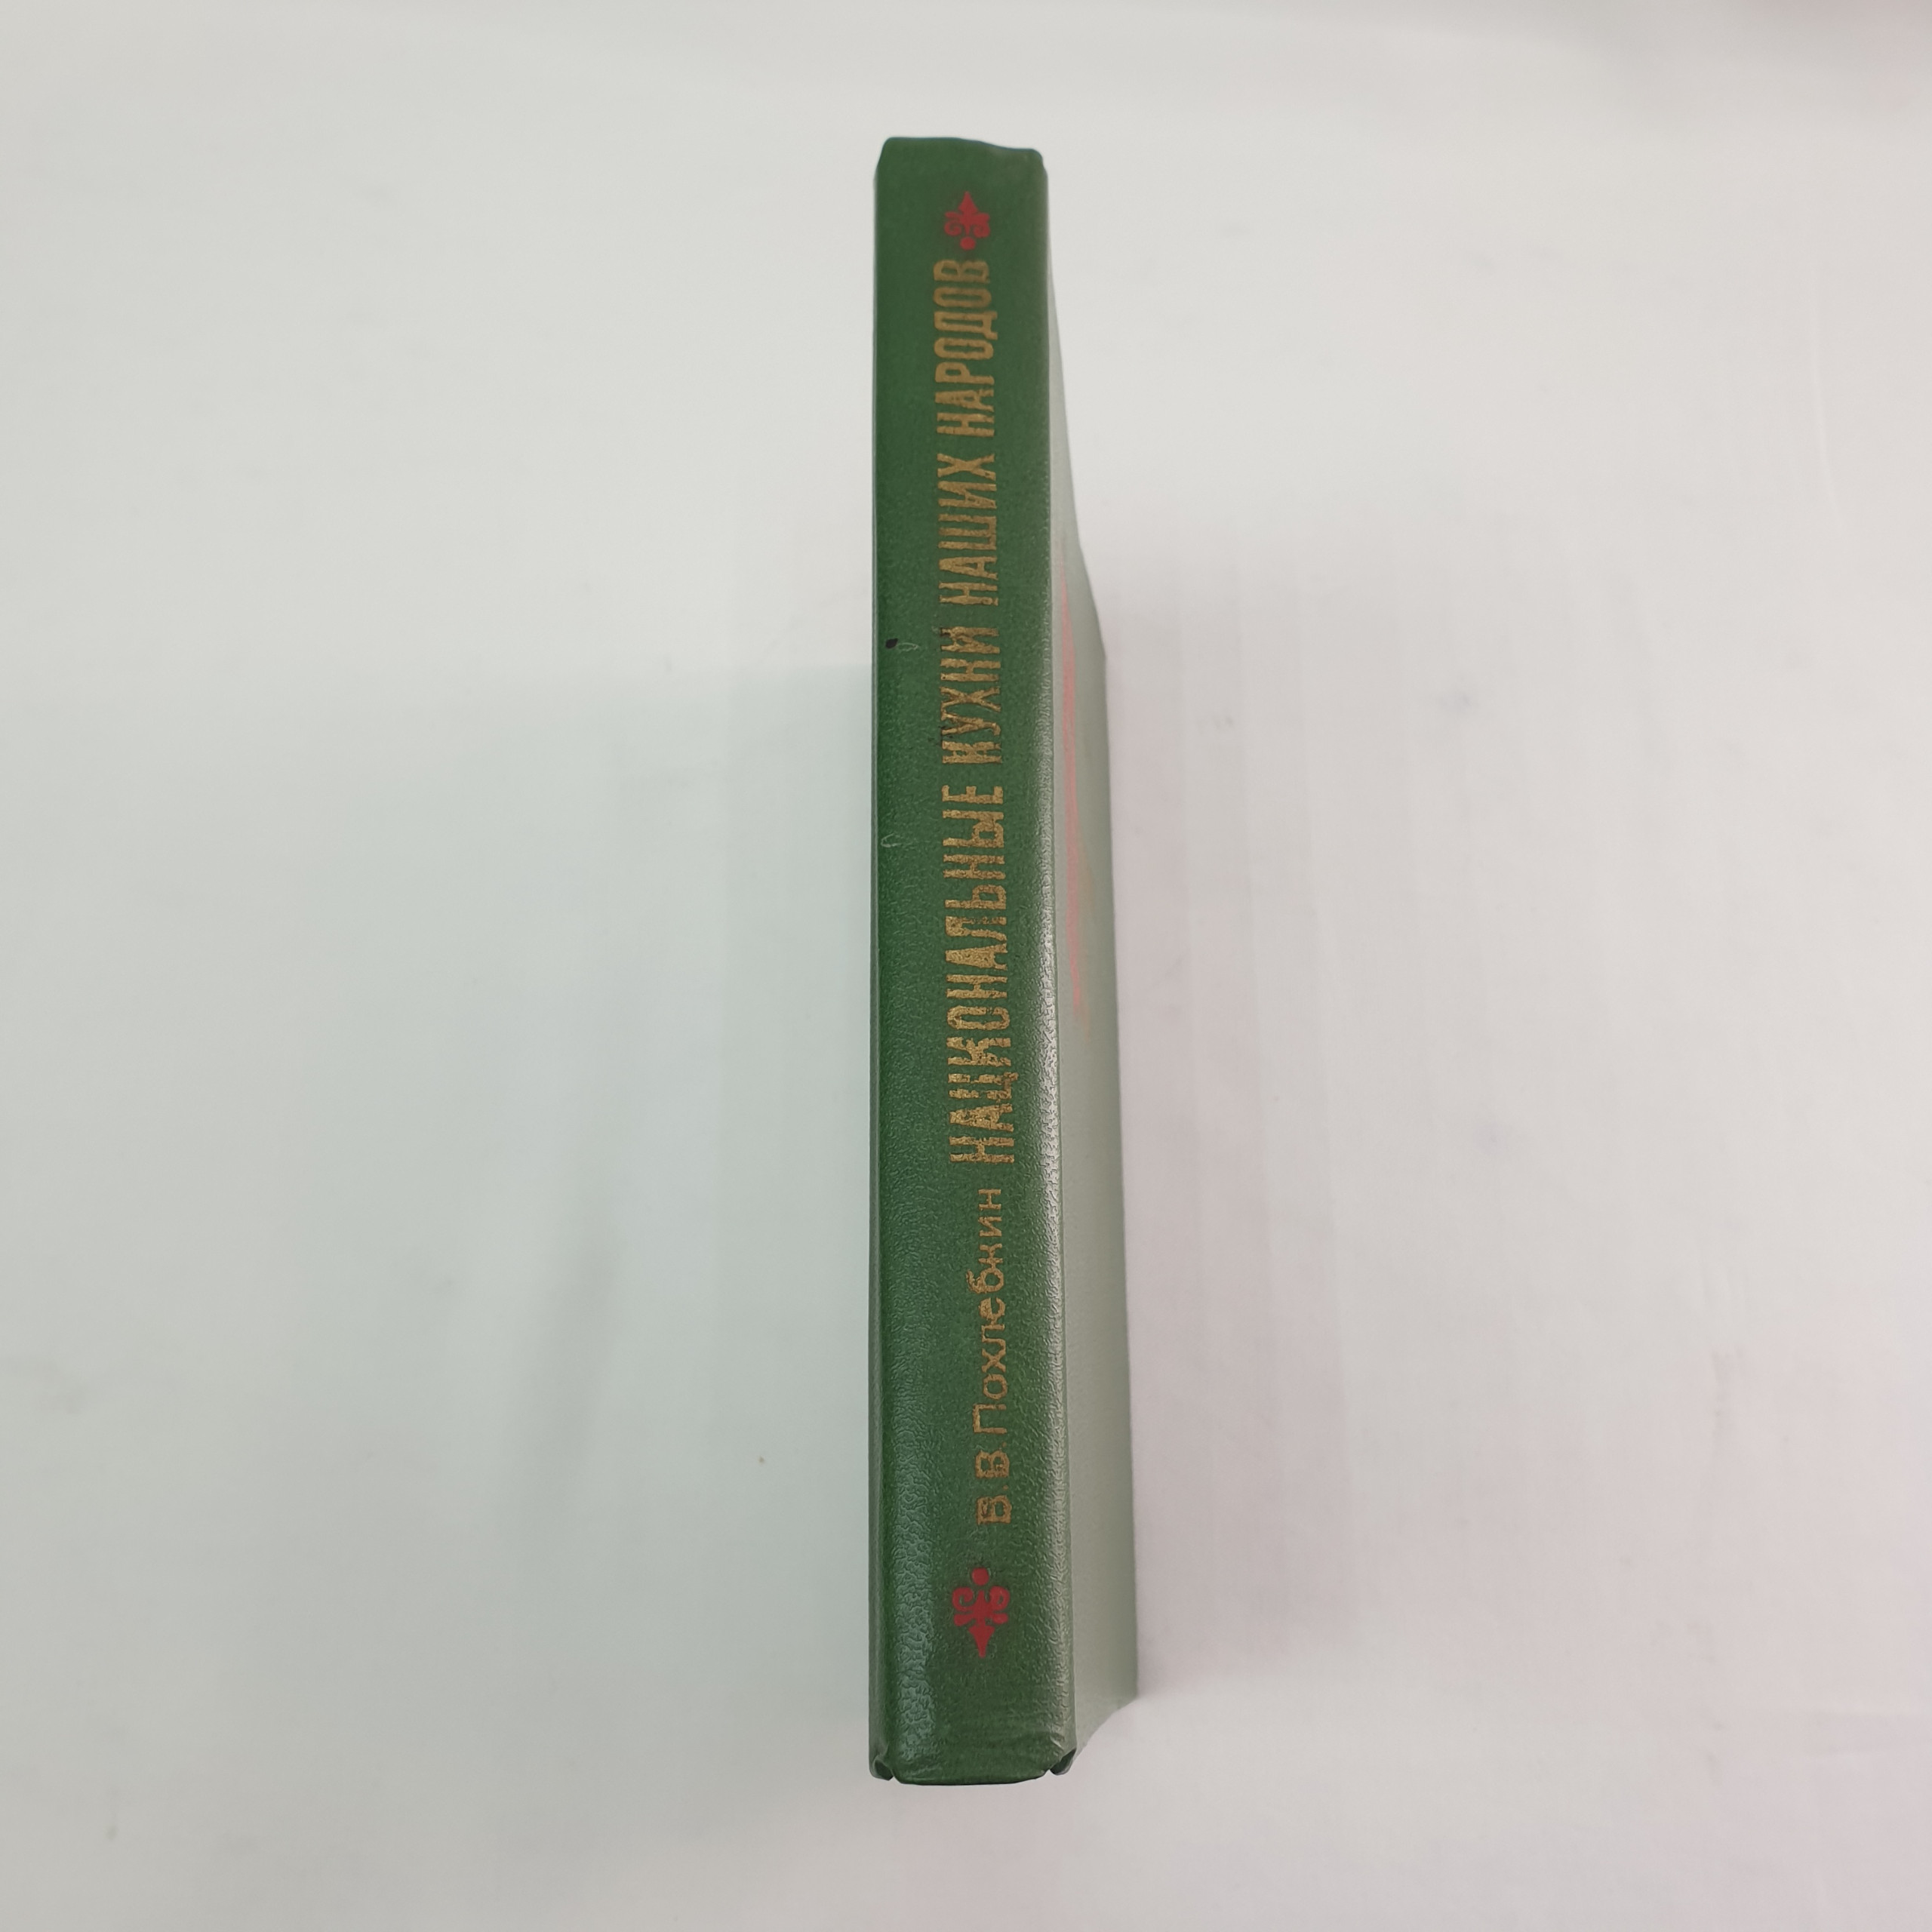 В. В. Похлебкин НАЦИОНАЛЬНЫЕ КУХНИ НАШИХ НАРОДОВ